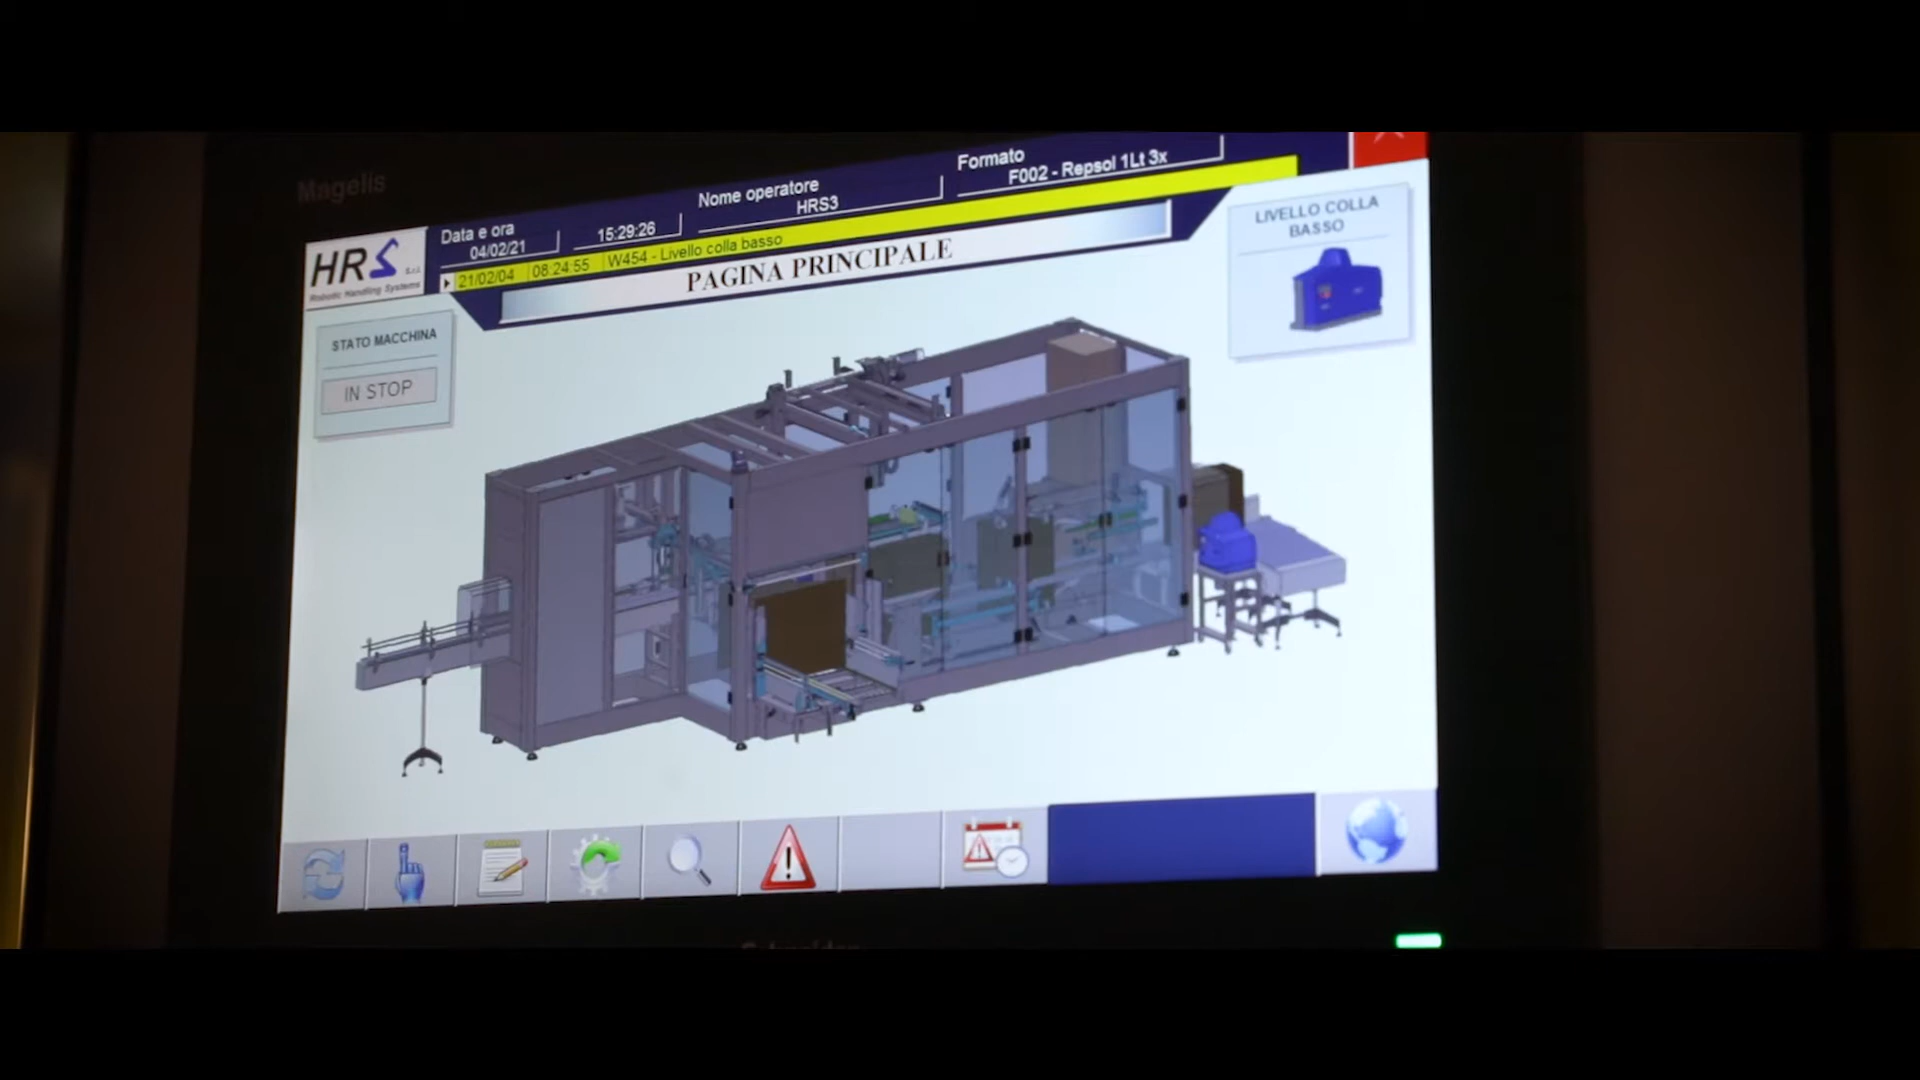 Magelis
Formato
F002 - Repsol 1Lt 3x
Nome operatore
HRS3
Data e ora
04/02/21
15:29:26
21/02/04 08:24:55 W454 - Livello colla basso
HRS S.r.l.
Robotic Handling Systems
PAGINA PRINCIPALE
LIVELLO COLLA
BASSO
STATO MACCHINA
IN STOP